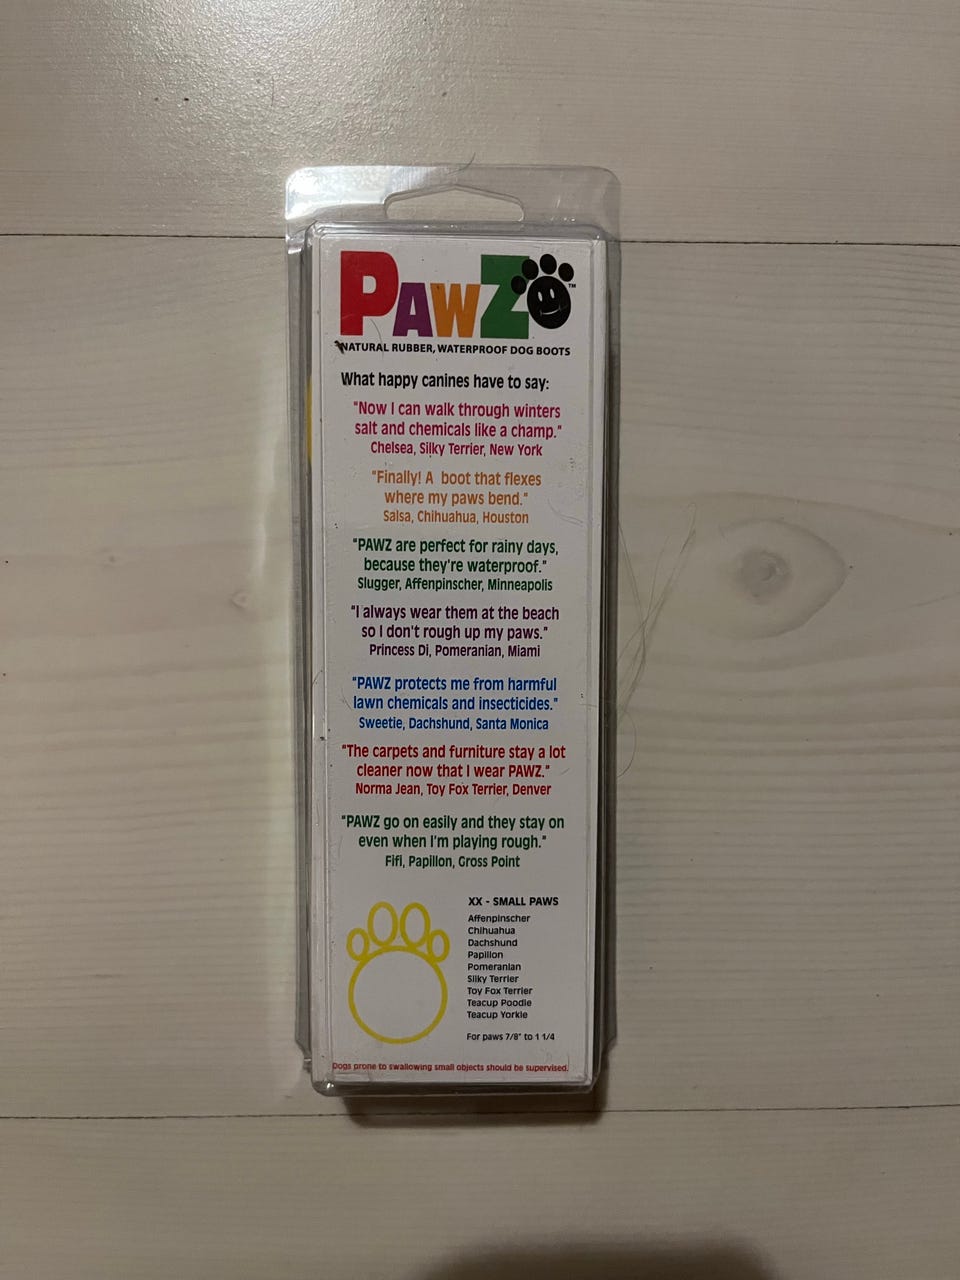 PAWZ™
NATURAL RUBBER, WATERPROOF DOG BOOTS
What happy canines have to say:
"Now I can walk through winters
salt and chemicals like a champ."
Chelsea, Silky Terrier, New York
"Finally! A boot that flexes
where my paws bend."
Salsa, Chihuahua, Houston
"PAWZ are perfect for rainy days,
because they're waterproof."
Slugger, Affenpinscher, Minneapolis
"I always wear them at the beach
so I don't rough up my paws."
Princess Di, Pomeranian, Miami
"PAWZ protects me from harmful
lawn chemicals and insecticides."
Sweetie, Dachshund, Santa Monica
"The carpets and furniture stay a lot
cleaner now that I wear PAWZ."
Norma Jean, Toy Fox Terrier, Denver
"PAWZ go on easily and they stay on
even when I'm playing rough."
Fifi, Papillon, Gross Point
XX - SMALL PAWS
Affenpinscher
Chihuahua
Dachshund
Papillon
Pomeranian
Silky Terrier
Toy Fox Terrier
Teacup Poodle
Teacup Yorkie
For paws 7/8" to 1 1/4
Dogs prone to swallowing small objects should be supervised.